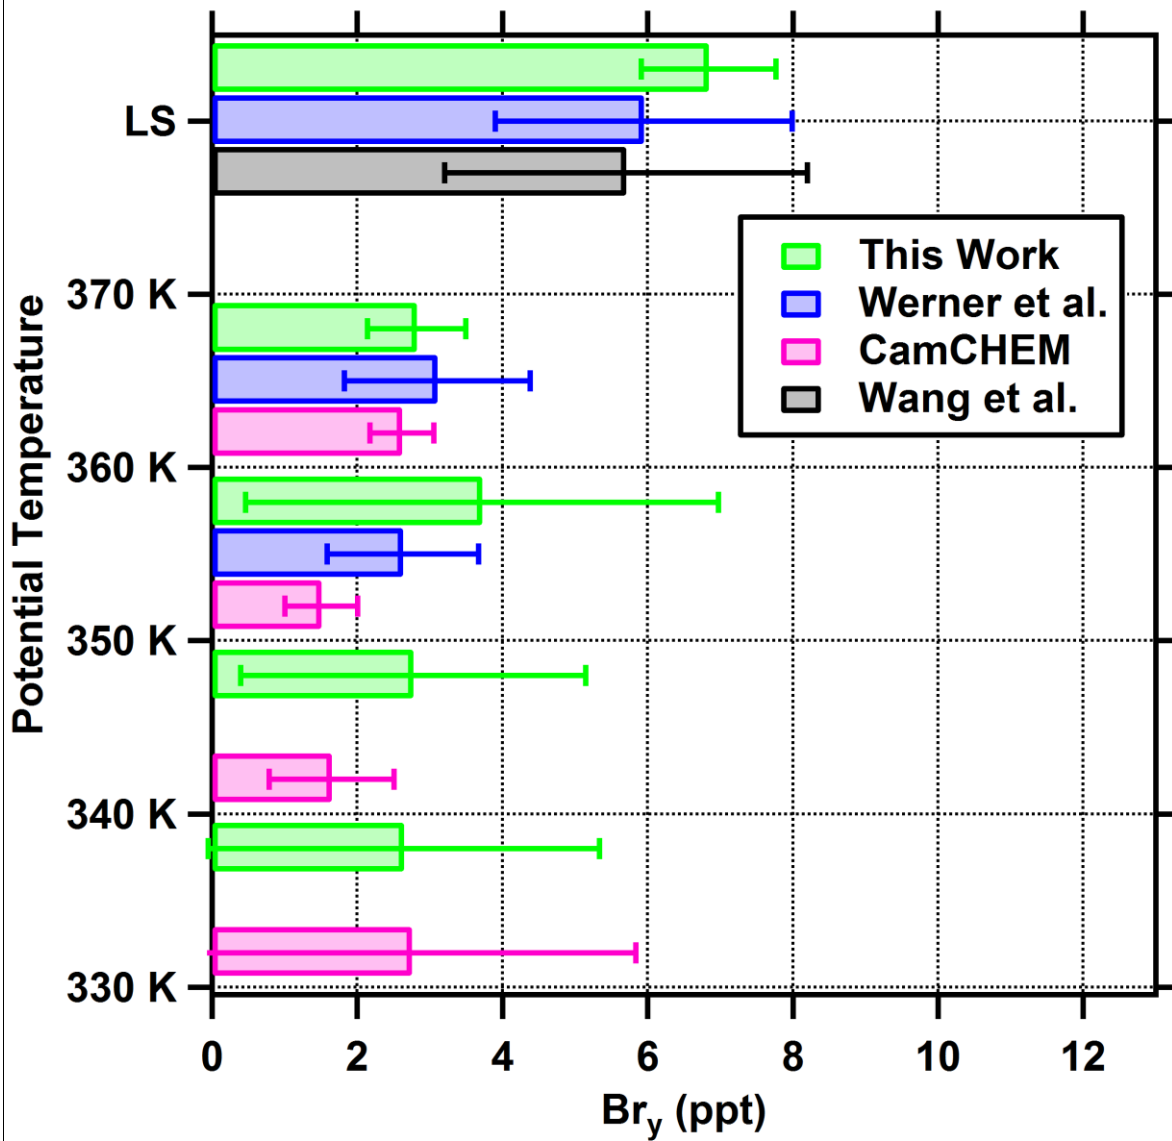 LS
370 K
360 K
350 K
340 K
330 K
Potential Temperature
This Work
Werner et al.
CamCHEM
Wang et al.
0 2 4 6 8 10 12
Bry (ppt)